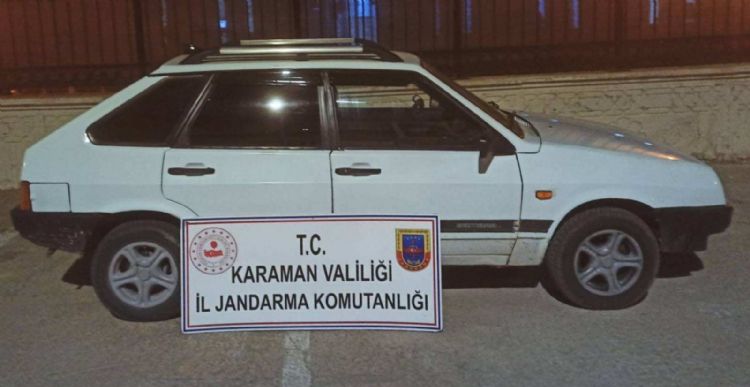 T.C.
KARAMAN VALİLİĞİ
İL JANDARMA KOMUTANLIĞI